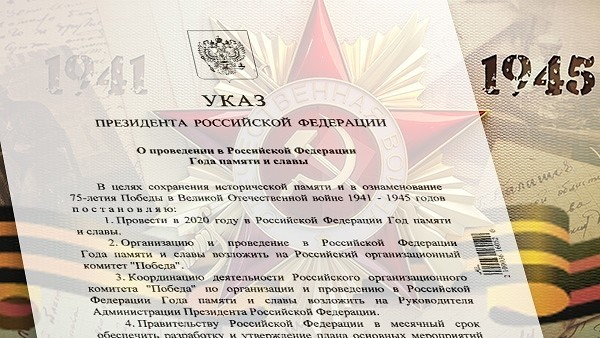 1941
1945
УКАЗ
ПРЕЗИДЕНТА РОССИЙСКОЙ ФЕДЕРАЦИИ
О проведении в Российской Федерации
Года памяти и славы
В целях сохранения исторической памяти и в ознаменование
75-летия Победы в Великой Отечественной войне 1941 - 1945 годов
постановляю:
1. Провести в 2020 году в Российской Федерации Год памяти
и славы.
2. Организацию и проведение в Российской Федерации
Года памяти и славы возложить на Российский организационный
комитет "Победа".
3. Координацию деятельности Российского организационного
комитета "Победа" по организации и проведению в Российской
Федерации Года памяти и славы возложить на Руководителя
Администрации Президента Российской Федерации.
4. Правительству Российской Федерации в месячный срок
обеспечить разработку и утверждение плана основных мероприятий